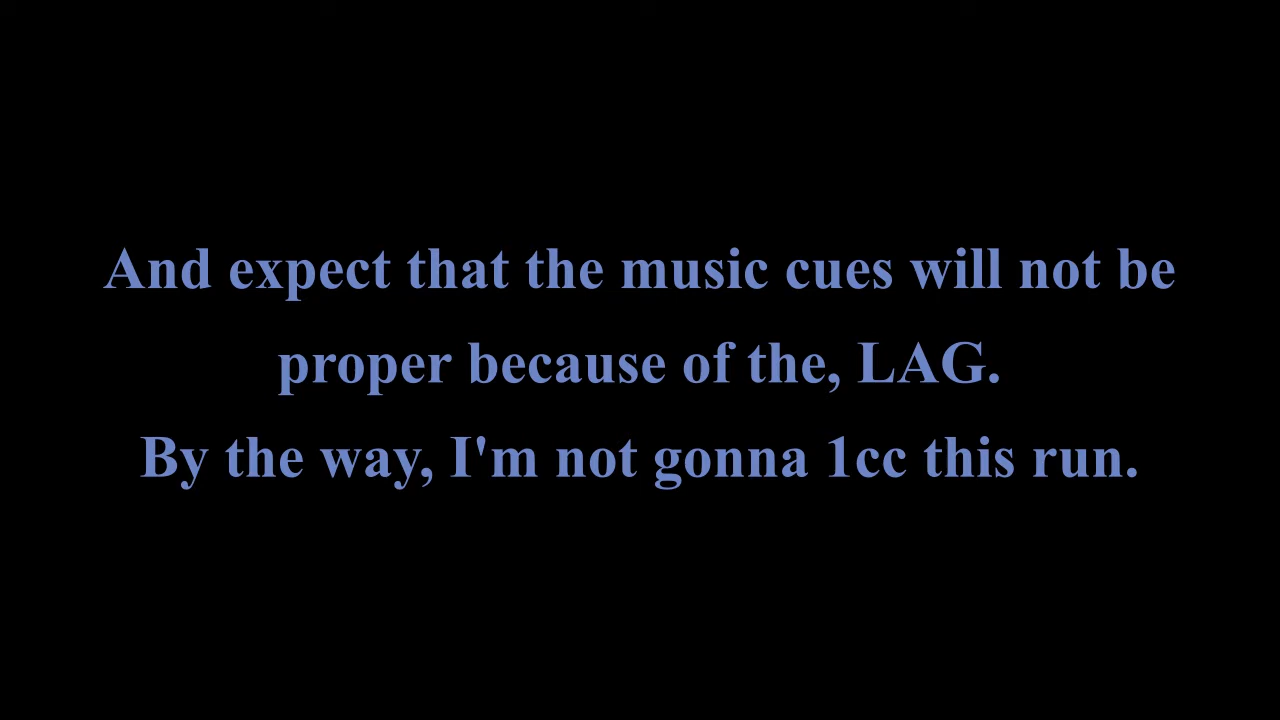 And expect that the music cues will not be
proper because of the, LAG.
By the way, I'm not gonna 1cc this run.